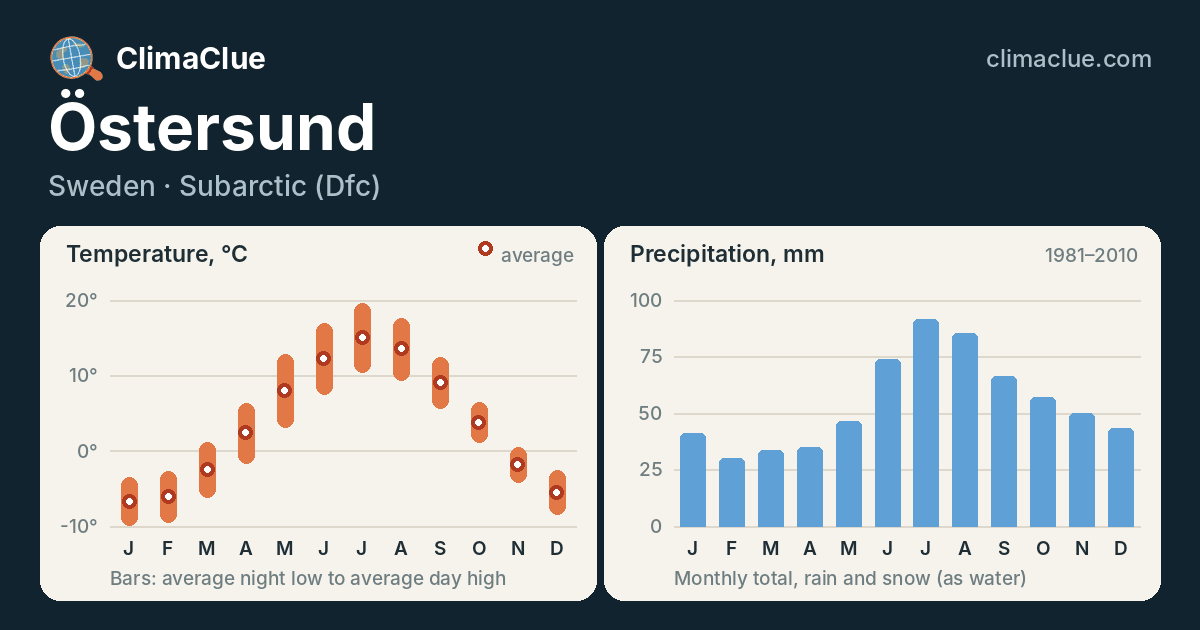 ClimaClue
climaclue.com
Östersund
Sweden · Subarctic (Dfc)
Temperature, °C
average
20°
10°
0°
-10°
J F M A M J J A S O N D
Bars: average night low to average day high
Precipitation, mm
1981–2010
100
75
50
25
0
J F M A M J J A S O N D
Monthly total, rain and snow (as water)